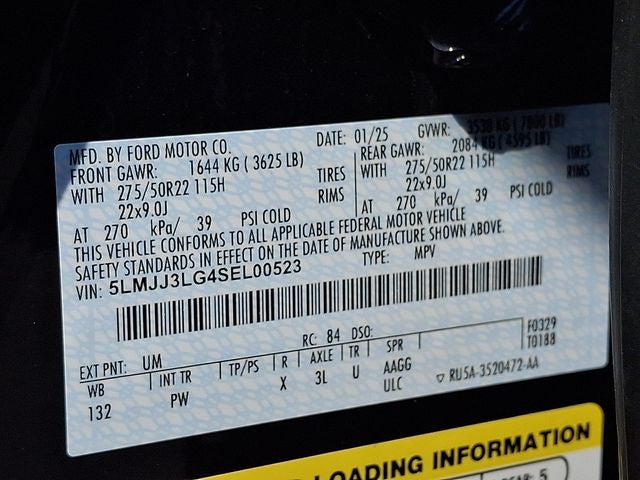 MFD. BY FORD MOTOR CO. DATE: 01/25 GVWR: 3538 KG ( 7800 LB)
FRONT GAWR: 1644 KG ( 3625 LB) REAR GAWR: 2084 KG ( 4595 LB)
WITH 275/50R22 115H TIRES WITH 275/50R22 115H TIRES
22x9.0J RIMS 22x9.0J RIMS
AT 270 kPa/ 39 PSI COLD AT 270 kPa/ 39 PSI COLD
THIS VEHICLE CONFORMS TO ALL APPLICABLE FEDERAL MOTOR VEHICLE
SAFETY STANDARDS IN EFFECT ON THE DATE OF MANUFACTURE SHOWN ABOVE.
VIN: 5LMJJ3LG4SEL00523 TYPE: MPV
EXT PNT: UM RC: 84 DSO: F0329
WB INT TR TP/PS R AXLE TR SPR T0188
132 PW X 3L U AAGG
ULC ▽ RU5A-3520472-AA
LOADING INFORMATION
5